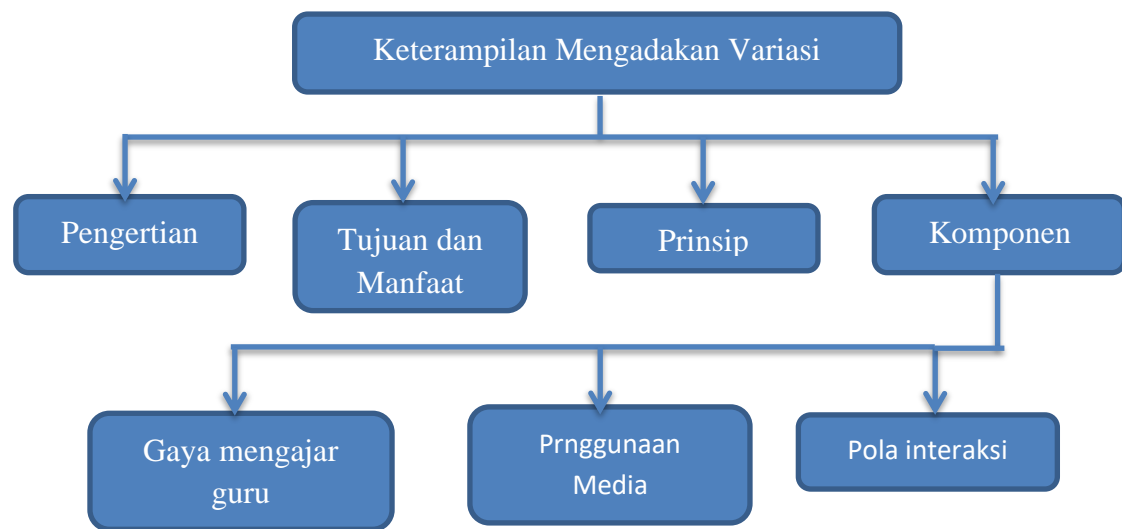 Keterampilan Mengadakan Variasi
Pengertian
Tujuan dan
Manfaat
Prinsip
Komponen
Gaya mengajar
guru
Prnggunaan
Media
Pola interaksi